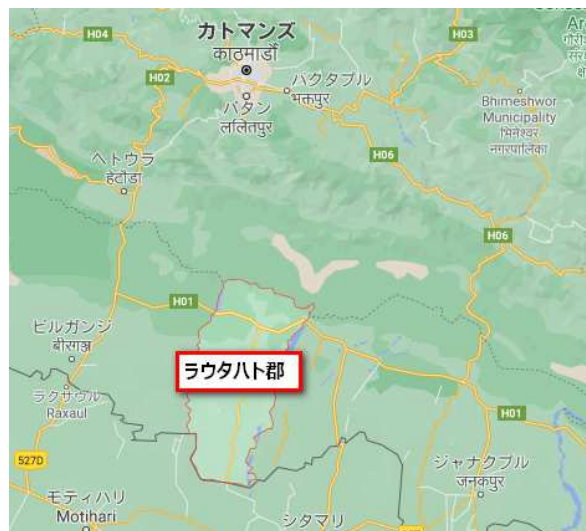 H04
カトマンズ
काठमाडौँ
H03
H02
バクタプル
भक्तपुर
パタン
ललितपुर
Bhimeshwor
Municipality
भिमेश्वर
नगरपालिका
ヘトウラ
हेटौंडा
H06
H06
H01
ビルガンジ
बीरगञ्ज
ラウタハト郡
ラクサウル
Raxaul
H01
527D
ジャナクプル
जनकपुर
モティハリ
Motihari
シタマリ